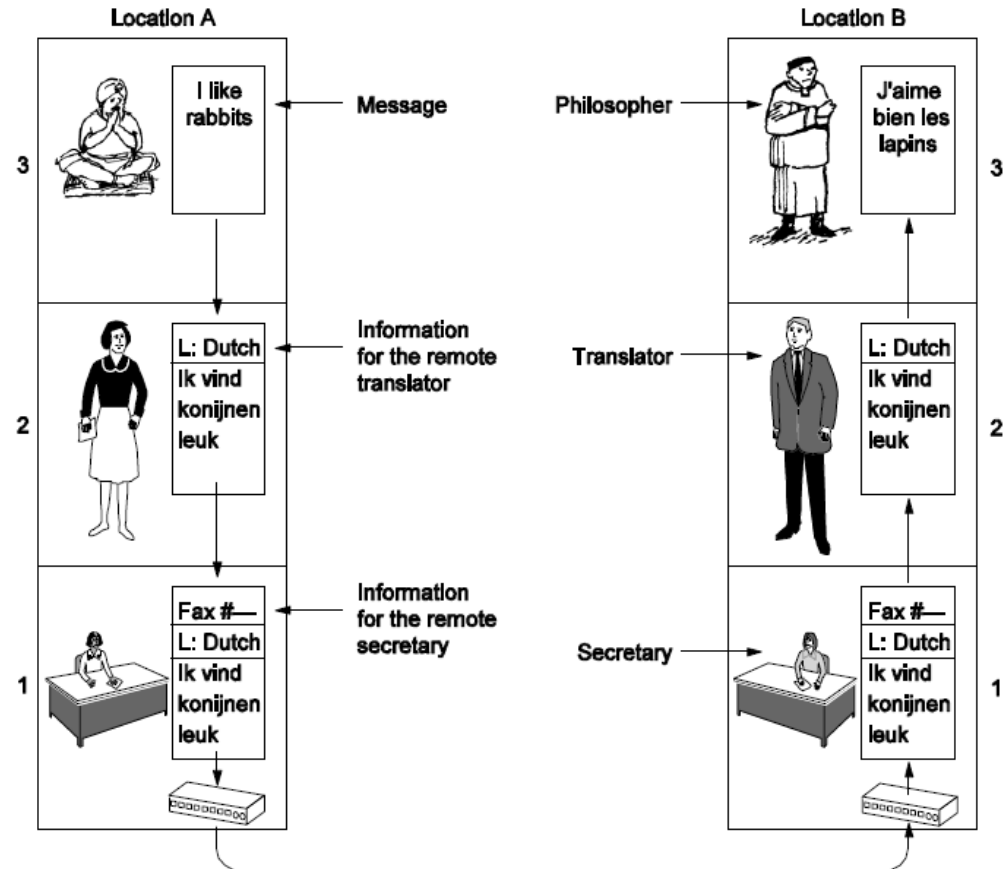 Location A
Location B
I like
rabbits
Message
Philosopher
J'aime
bien les
lapins
3
3
L: Dutch
Ik vind
konijnen
leuk
Information
for the remote
translator
Translator
L: Dutch
Ik vind
konijnen
leuk
2
2
Fax #—
L: Dutch
Ik vind
konijnen
leuk
Information
for the remote
secretary
Secretary
Fax #—
L: Dutch
Ik vind
konijnen
leuk
1
1